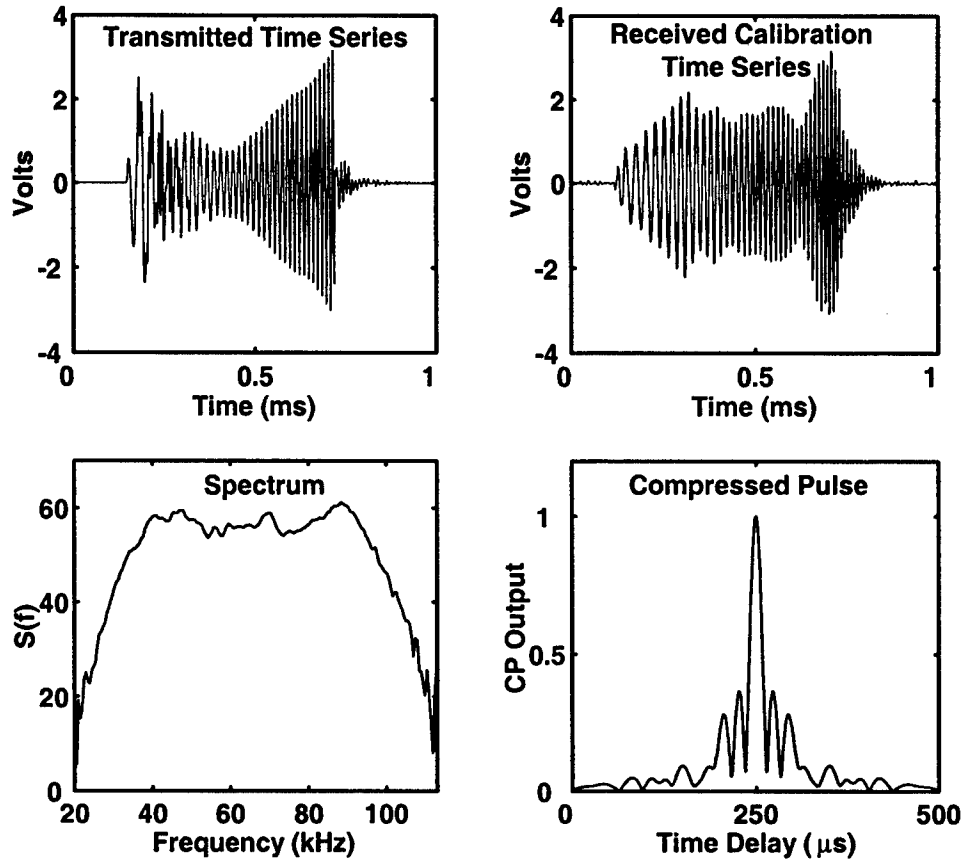 4
Transmitted Time Series
2
0
-2
-4
Volts
0
0.5
1
Time (ms)
4
Received Calibration
Time Series
2
0
-2
-4
Volts
0
0.5
1
Time (ms)
Spectrum
60
40
20
0
S(f)
20
40
60
80
100
Frequency (kHz)
Compressed Pulse
1
0.5
0
CP Output
0
250
500
Time Delay (μs)